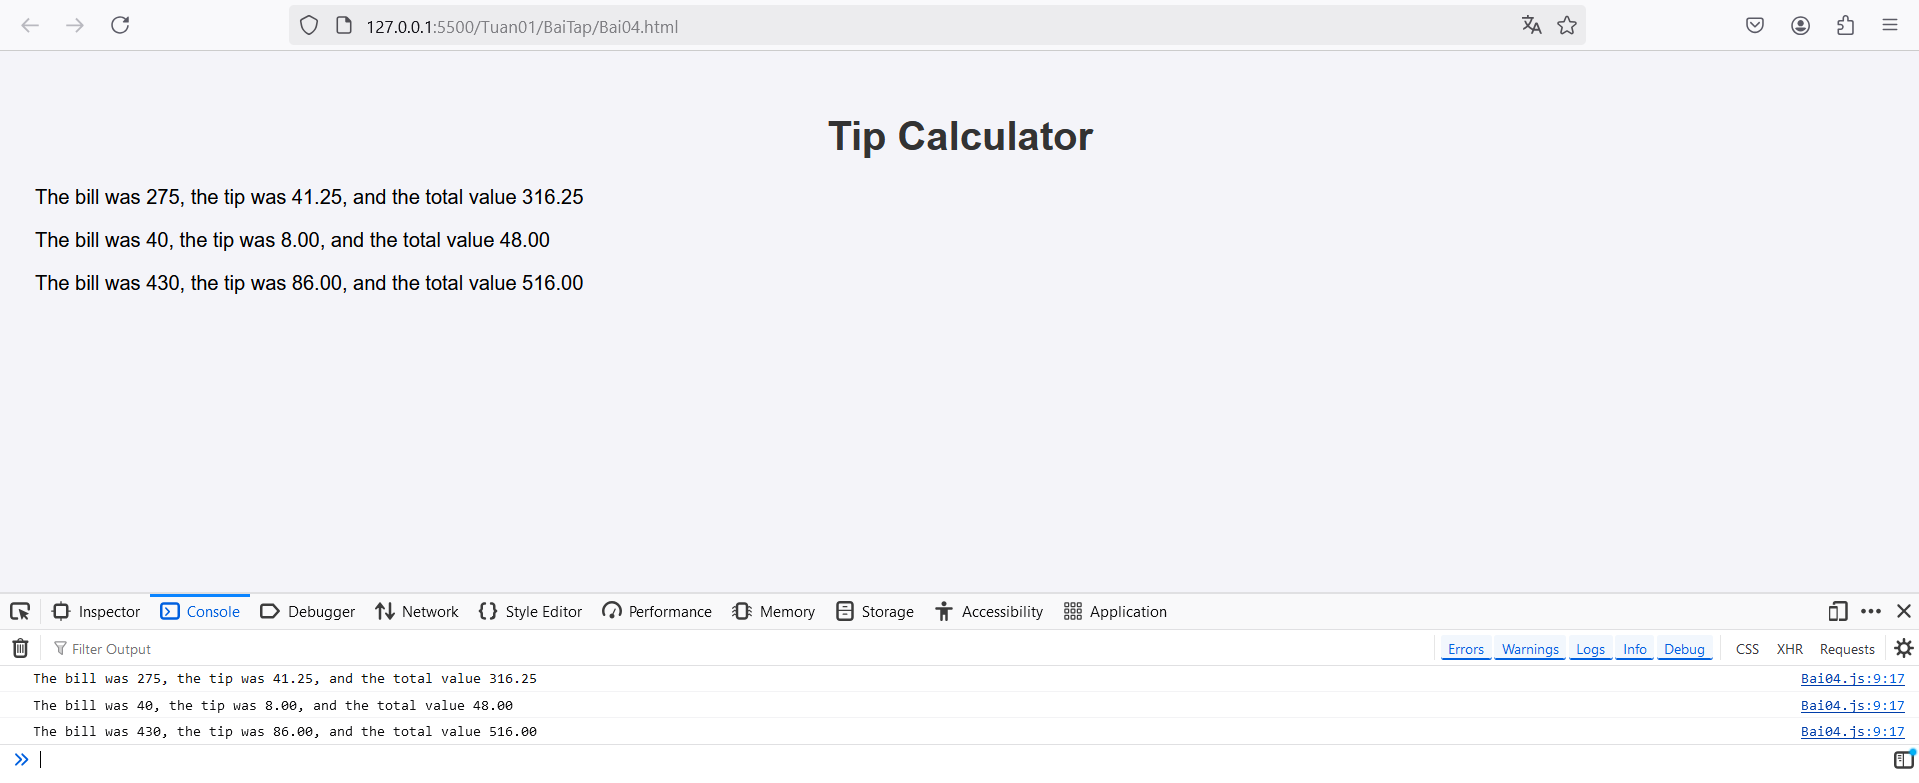 127.0.0.1:5500/Tuan01/BaiTap/Bai04.html
Tip Calculator
The bill was 275, the tip was 41.25, and the total value 316.25
The bill was 40, the tip was 8.00, and the total value 48.00
The bill was 430, the tip was 86.00, and the total value 516.00
Inspector Console Debugger Network Style Editor Performance Memory Storage Accessibility Application
Filter Output Errors Warnings Logs Info Debug CSS XHR Requests
The bill was 275, the tip was 41.25, and the total value 316.25 Bai04.js:9:17
The bill was 40, the tip was 8.00, and the total value 48.00 Bai04.js:9:17
The bill was 430, the tip was 86.00, and the total value 516.00 Bai04.js:9:17